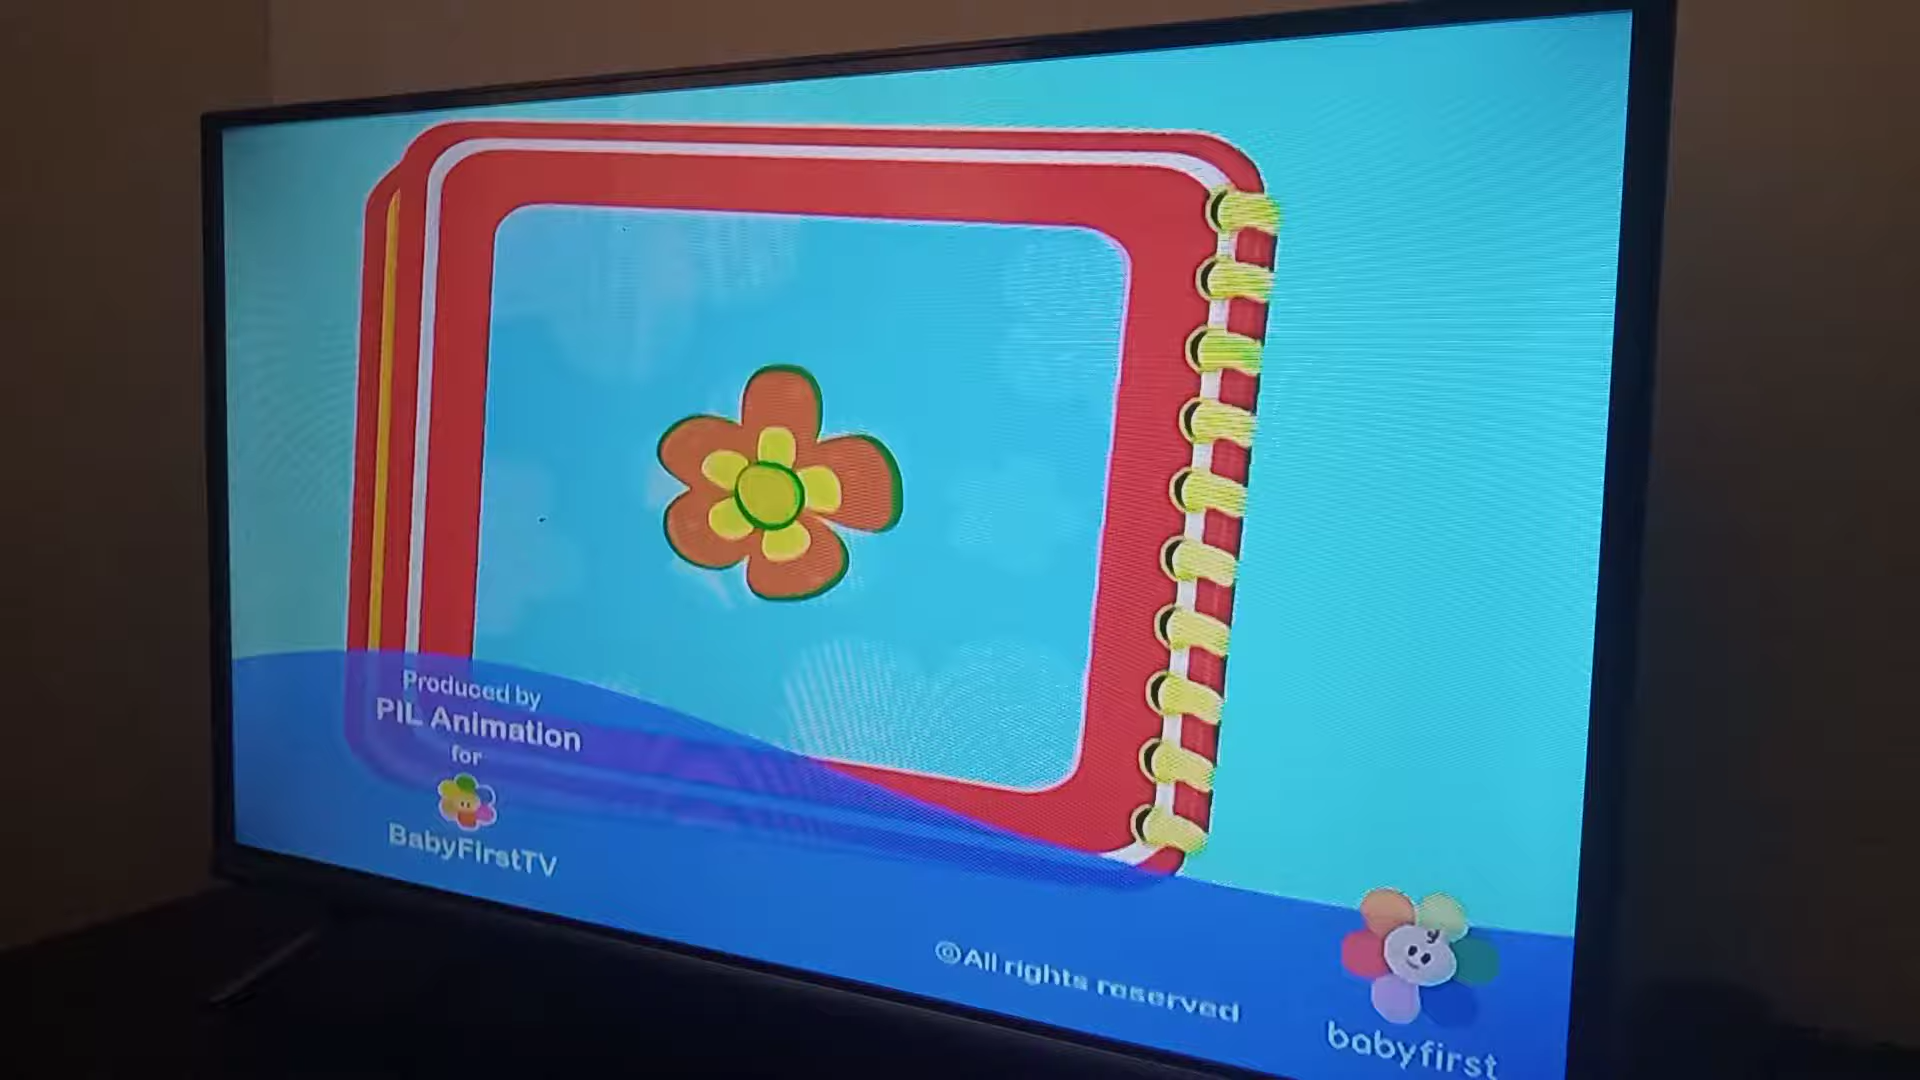 Produced by
PIL Animation
for
BabyFirstTV
©All rights reserved
babyfirst